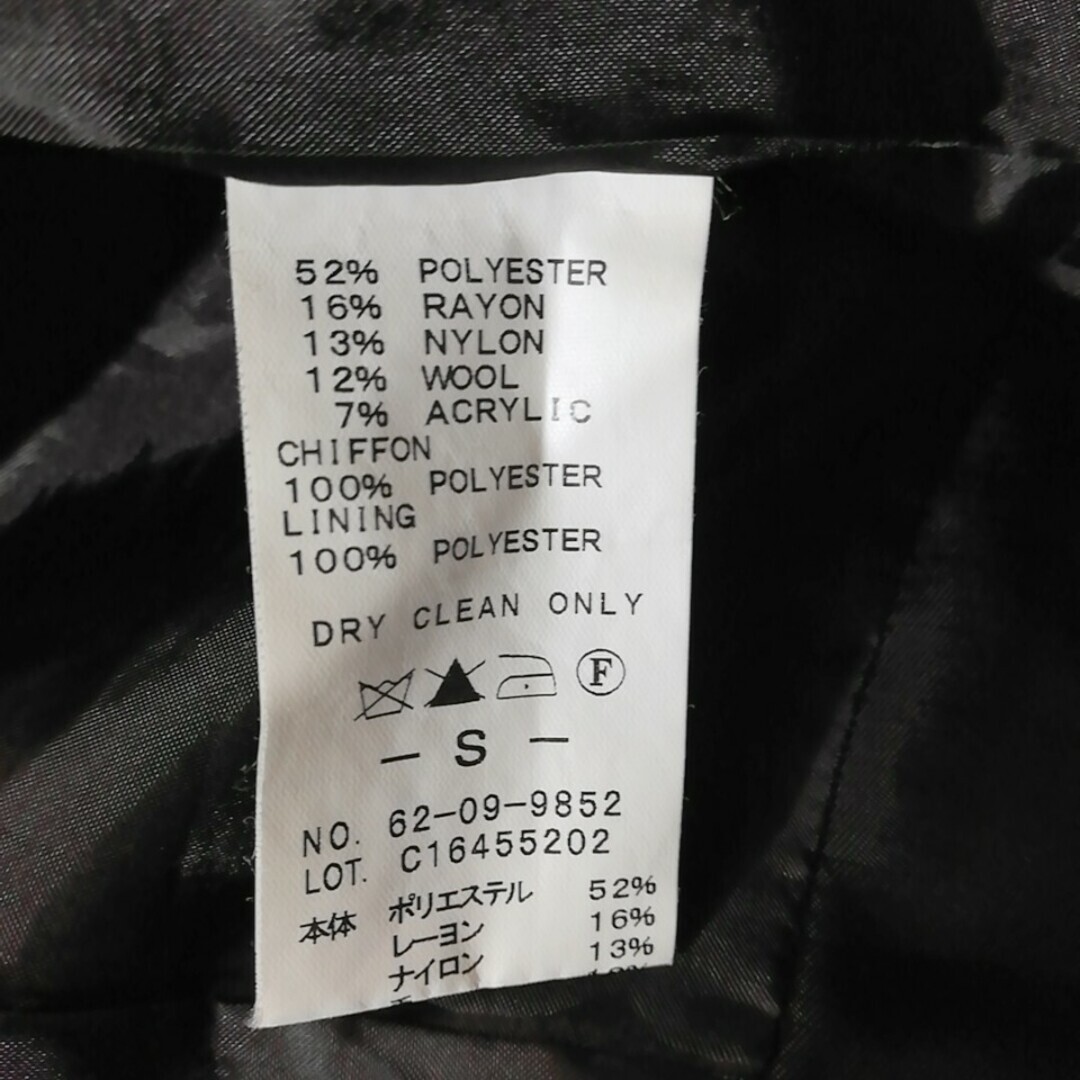 52% POLYESTER
16% RAYON
13% NYLON
12% WOOL
7% ACRYLIC
CHIFFON
100% POLYESTER
LINING
100% POLYESTER
DRY CLEAN ONLY
F
— S —
NO. 62-09-9852
LOT. C16455202
本体 ポリエステル 52%
レーヨン 16%
ナイロン 13%